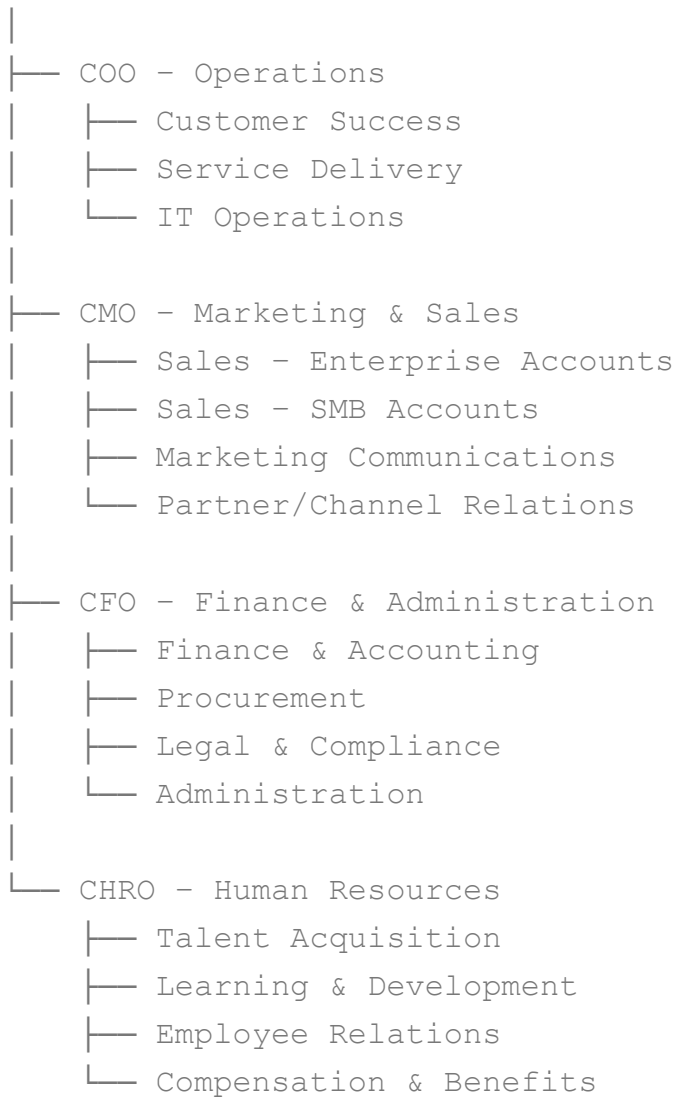 COO – Operations
Customer Success
Service Delivery
IT Operations
CMO – Marketing & Sales
Sales – Enterprise Accounts
Sales – SMB Accounts
Marketing Communications
Partner/Channel Relations
CFO – Finance & Administration
Finance & Accounting
Procurement
Legal & Compliance
Administration
CHRO – Human Resources
Talent Acquisition
Learning & Development
Employee Relations
Compensation & Benefits